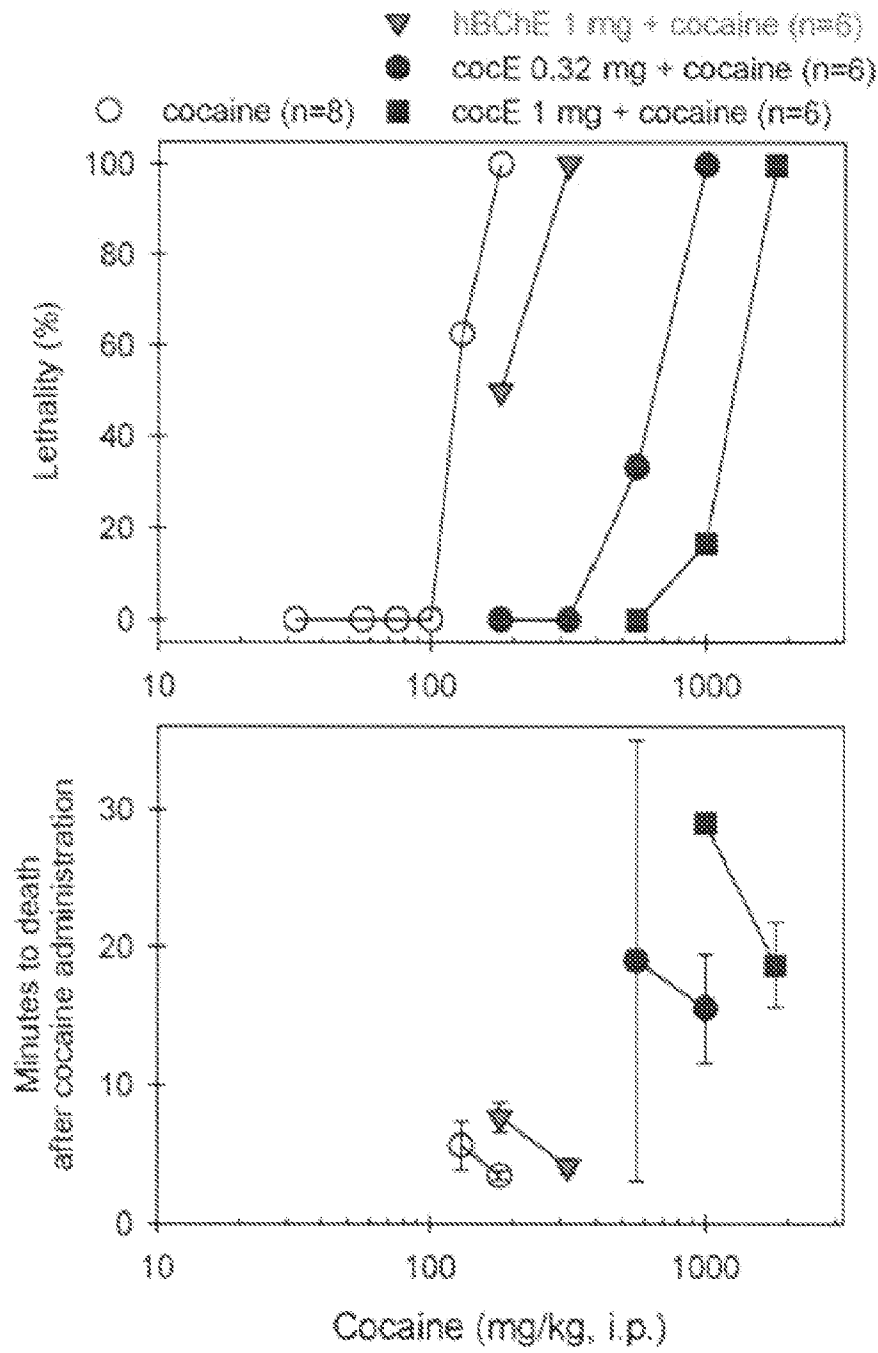 hBChE 1 mg + cocaine (n=6)
cocE 0.32 mg + cocaine (n=6)
cocaine (n=8) cocE 1 mg + cocaine (n=6)
100
80
60
40
20
0
Lethality (%)
10 100 1000
30
20
10
0
Minutes to death
after cocaine administration
10 100 1000
Cocaine (mg/kg, i.p.)